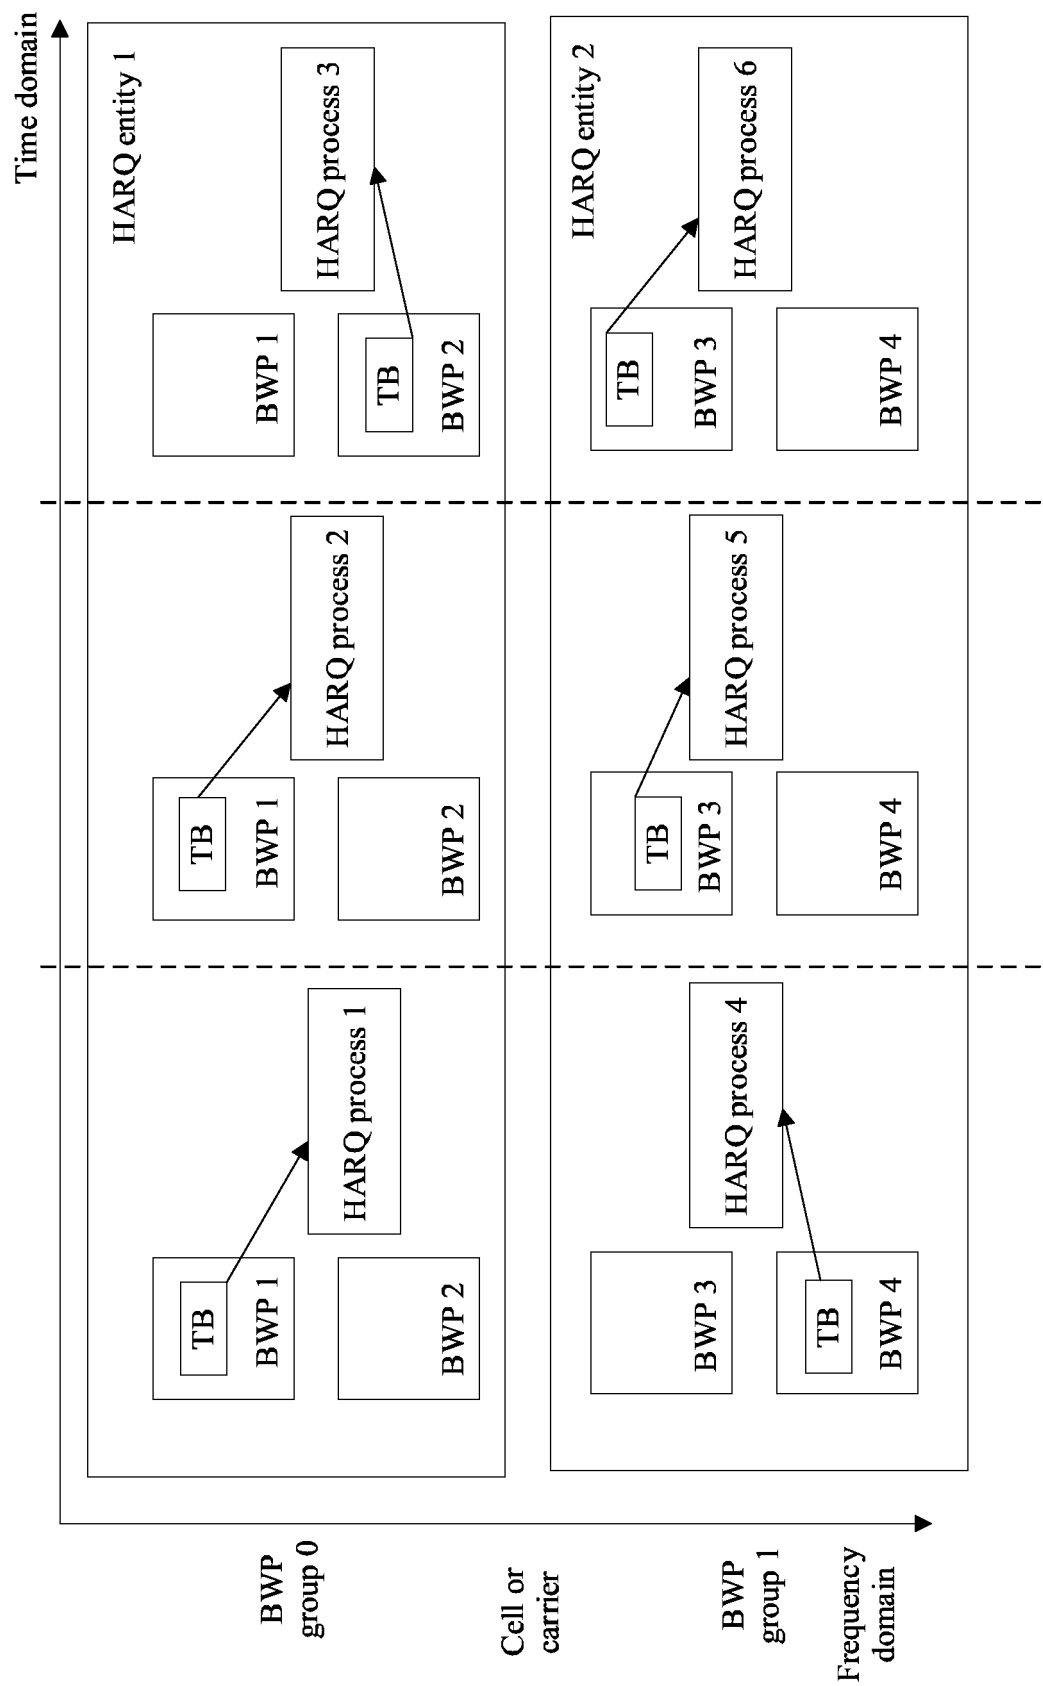 Time domain
HARQ entity 1
HARQ process 1
HARQ process 2
HARQ process 3
TB
BWP 1
TB
BWP 1
BWP 1
BWP 2
BWP 2
TB
BWP 2
BWP
group 0
Cell or
carrier
HARQ entity 2
HARQ process 4
HARQ process 5
HARQ process 6
BWP 3
TB
BWP 3
TB
BWP 3
TB
BWP 4
BWP 4
BWP 4
BWP
group 1
Frequency
domain